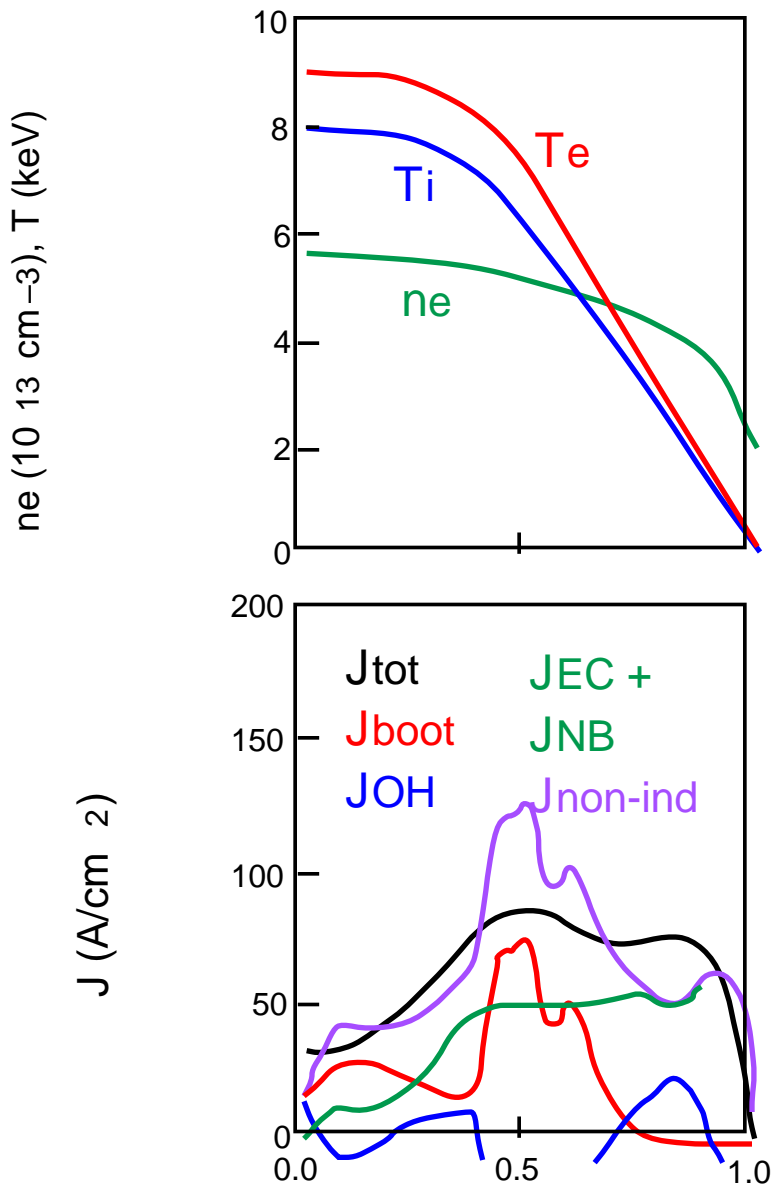 10
8
6
4
2
0
ne (10 13 cm−3), T (keV)
Te
Ti
ne
200
150
100
50
0
J (A/cm 2)
Jtot
Jboot
JOH
JEC +
JNB
Jnon-ind
0.0 0.5 1.0